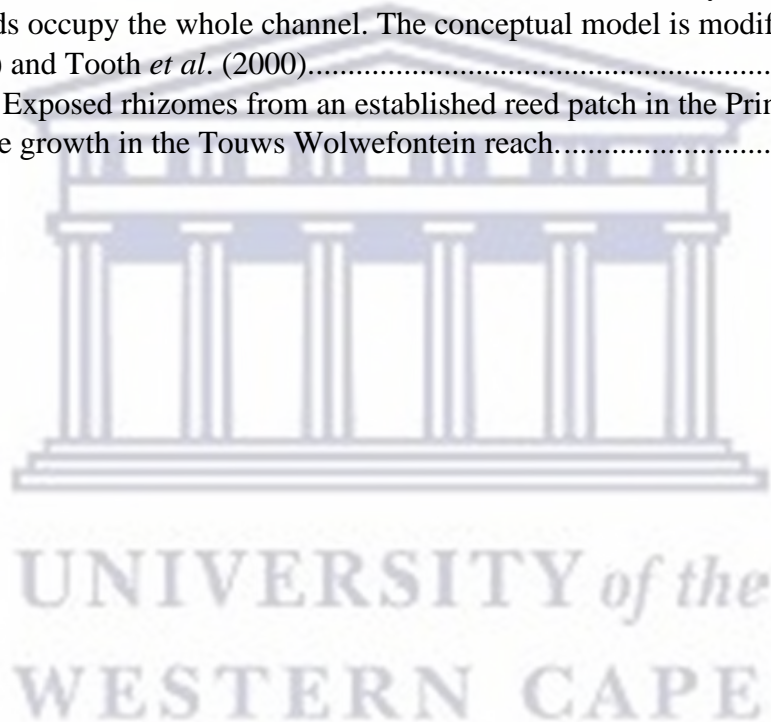 ds occupy the whole channel. The conceptual model is modif
) and Tooth et al. (2000)......................................................
Exposed rhizomes from an established reed patch in the Prin
e growth in the Touws Wolwefontein reach.........................
UNIVERSITY of the
WESTERN CAPE